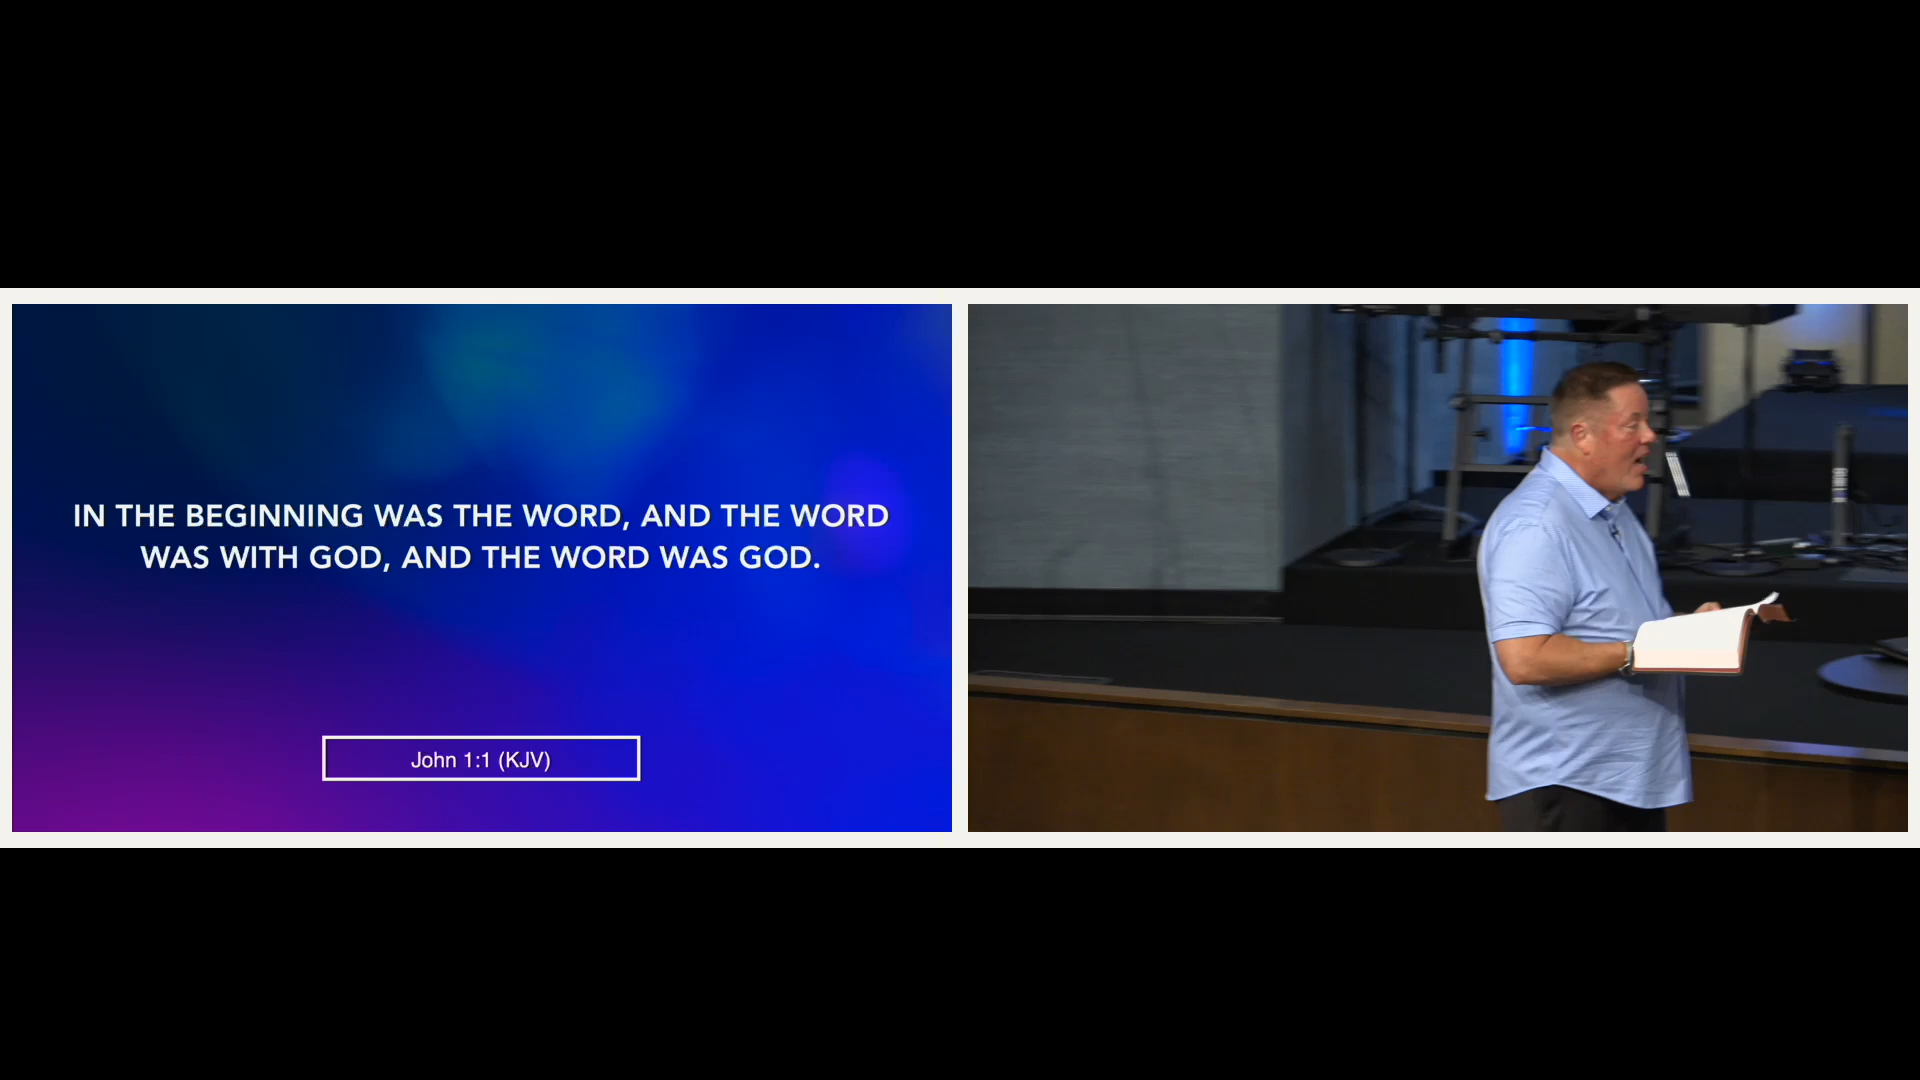 IN THE BEGINNING WAS THE WORD, AND THE WORD
WAS WITH GOD, AND THE WORD WAS GOD.
John 1:1 (KJV)